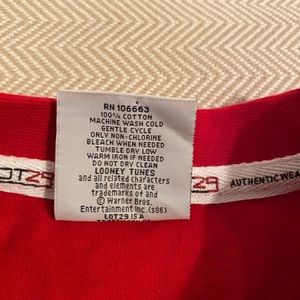 RN 106663
100% COTTON
MACHINE WASH COLD
GENTLE CYCLE
ONLY NON-CHLORINE
BLEACH WHEN NEEDED
TUMBLE DRY LOW
WARM IRON IF NEEDED
DO NOT DRY CLEAN
LOONEY TUNES
and all related characters
and elements are
trademarks of and
© Warner Bros.
Entertainment Inc. (s06)
LOT29 IS A
OT29
29
AUTHENTIC WEA